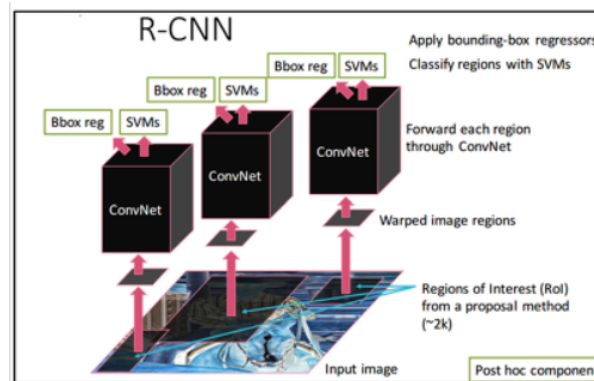 R-CNN
Apply bounding-box regressors
Bbox reg SVMs
Classify regions with SVMs
Bbox reg SVMs
Bbox reg SVMs
Forward each region
through ConvNet
ConvNet
ConvNet
ConvNet
Warped image regions
Regions of Interest (RoI)
from a proposal method
(~2k)
Input image
Post hoc component